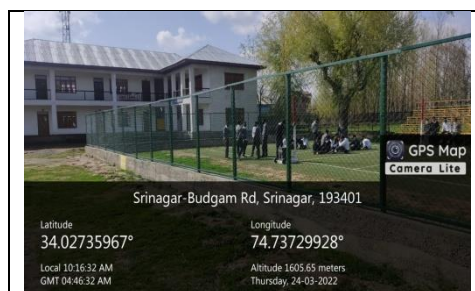 GPS Map
Camera Lite
Srinagar-Budgam Rd, Srinagar, 193401
Latitude
34.02735967°
Longitude
74.73729928°
Local 10:16:32 AM
GMT 04:46:32 AM
Altitude 1605.65 meters
Thursday, 24-03-2022